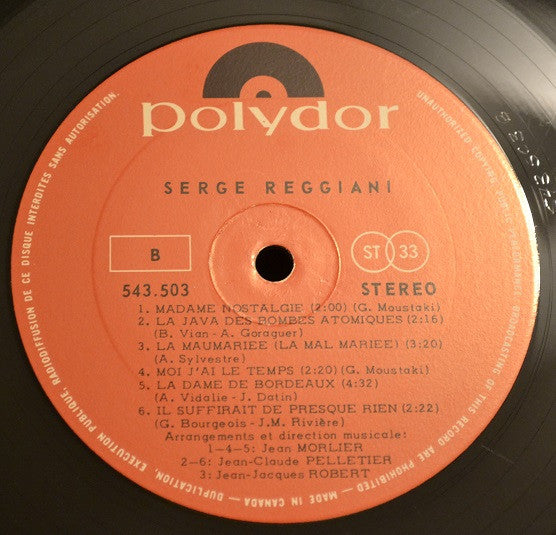 polydor
SERGE REGGIANI
B
ST 33
543.503
STEREO
1. MADAME NOSTALGIE (2:00) (G. Moustaki)
2. LA JAVA DES BOMBES ATOMIQUES (2:16)
(B. Vian - A. Goraguer)
3. LA MAUMARIEE (LA MAL MARIEE) (3:20)
(A. Sylvestre)
4. MOI J'AI LE TEMPS (2:20) (G. Moustaki)
5. LA DAME DE BORDEAUX (4:32)
(A. Vidalie - J. Datin)
6. IL SUFFIRAIT DE PRESQUE RIEN (2:22)
(G. Bourgeois - J.M. Rivière)
Arrangements et direction musicale:
1-4-5: Jean MORLIER
2-6: Jean-Claude PELLETIER
3: Jean-Jacques ROBERT
UNAUTHORIZED COPYING, PUBLIC PERFORMANCE BROADCASTING OF THIS RECORD ARE PROHIBITED — MADE IN CANADA — DUPLICATION, EXECUTION PUBLIQUE, RADIODIFFUSION DE CE DISQUE INTERDITES SANS AUTORISATION.